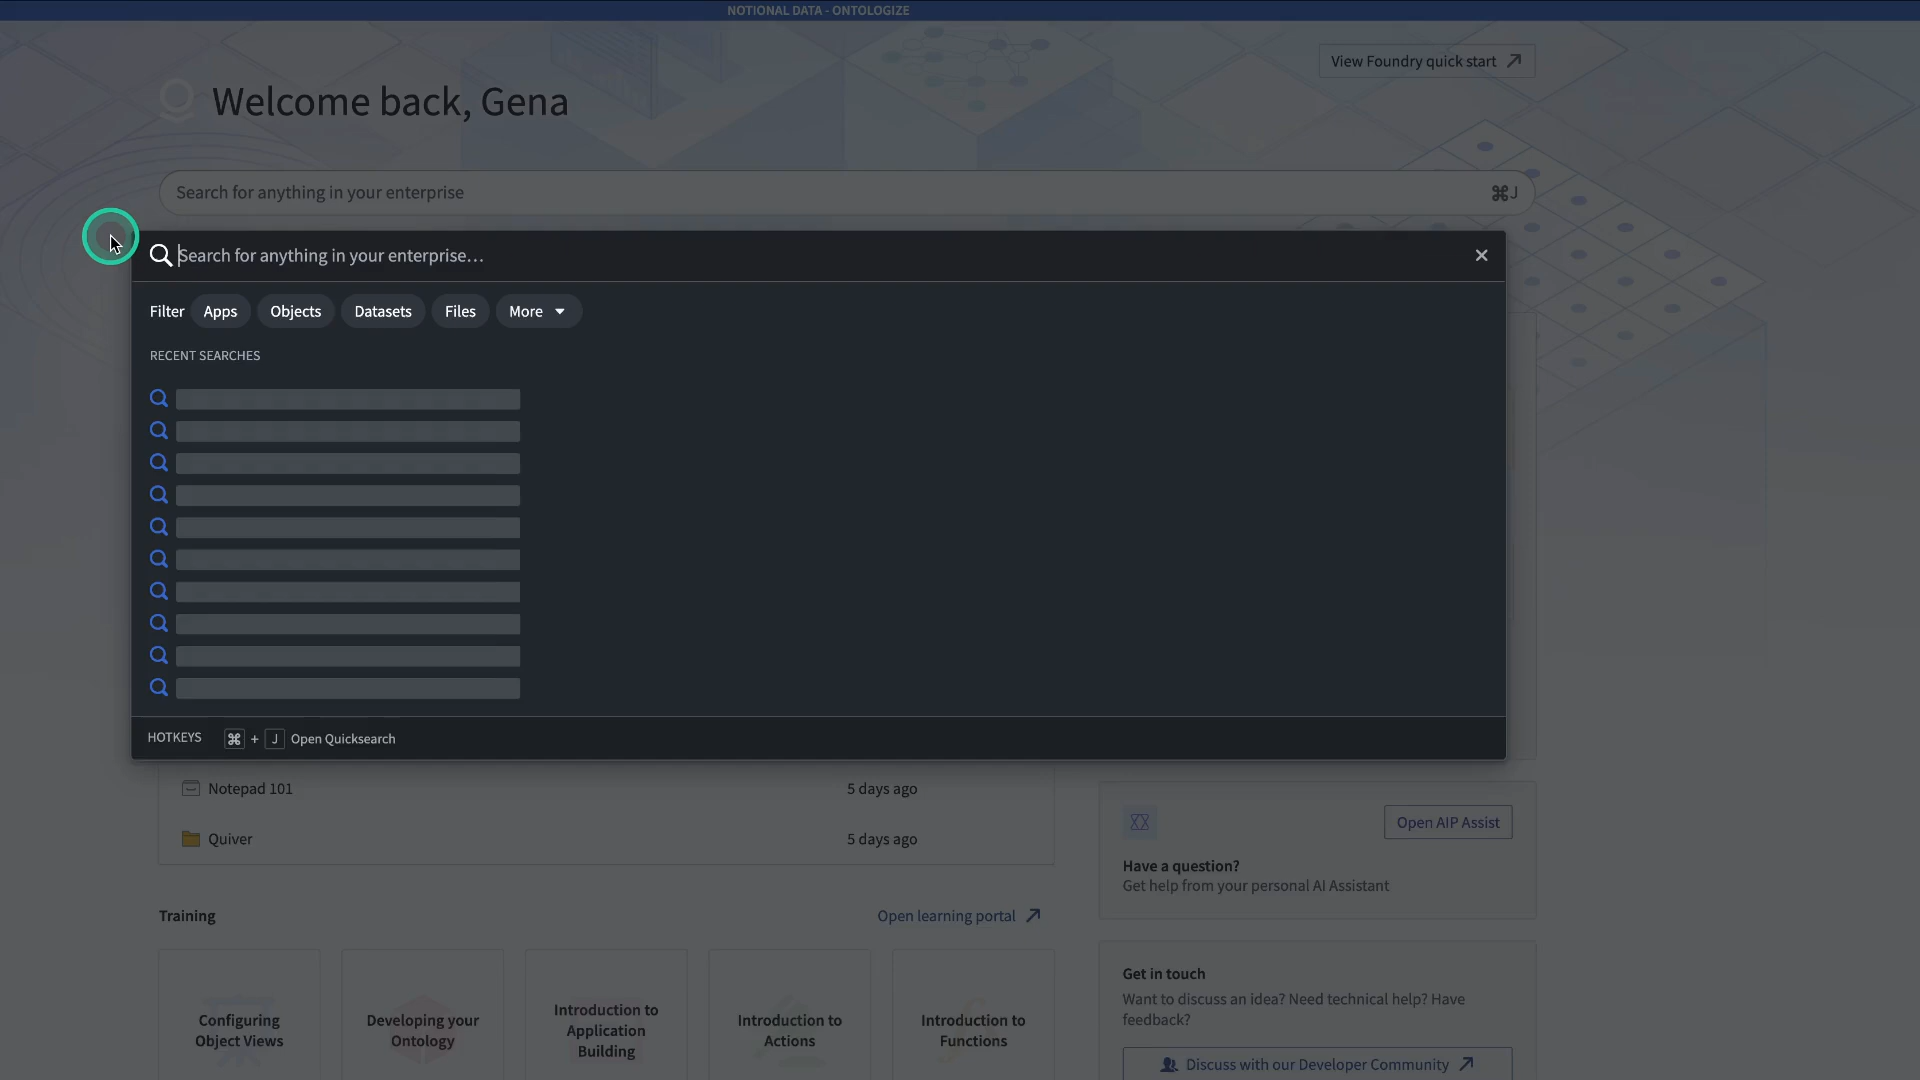 NOTIONAL DATA - ONTOLOGIZE
View Foundry quick start
Welcome back, Gena
Search for anything in your enterprise
⌘J
Search for anything in your enterprise...
Filter Apps Objects Datasets Files More
RECENT SEARCHES
HOTKEYS ⌘ + J Open Quicksearch
Notepad 101 5 days ago
Quiver 5 days ago
Open AIP Assist
Have a question?
Get help from your personal AI Assistant
Training
Open learning portal
Configuring
Object Views
Developing your
Ontology
Introduction to
Application
Building
Introduction to
Actions
Introduction to
Functions
Get in touch
Want to discuss an idea? Need technical help? Have
feedback?
Discuss with our Developer Community